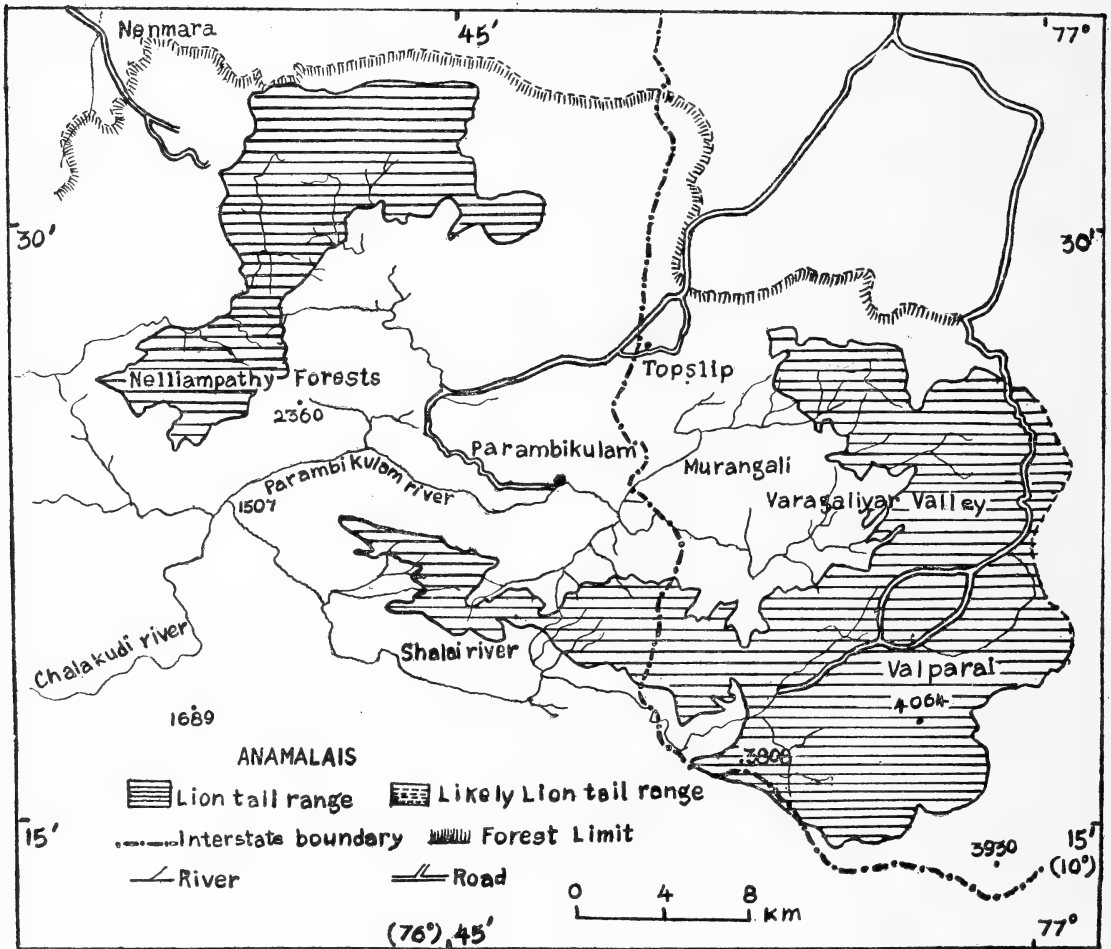 Nenmara
45'
77°
30'
30'
Topslip
Nelliampathy Forests
2360
Parambikulam
Murangali
Parambikulam river
1507
Varagaliyar Valley
Chalakudi river
Shalai river
Valparai
4064
1689
3808
ANAMALAIS
Lion tail range
Likely Lion tail range
Interstate boundary
Forest Limit
River
Road
15'
15'
(10°)
3930
0 4 8
km
(76°) 45'
77°